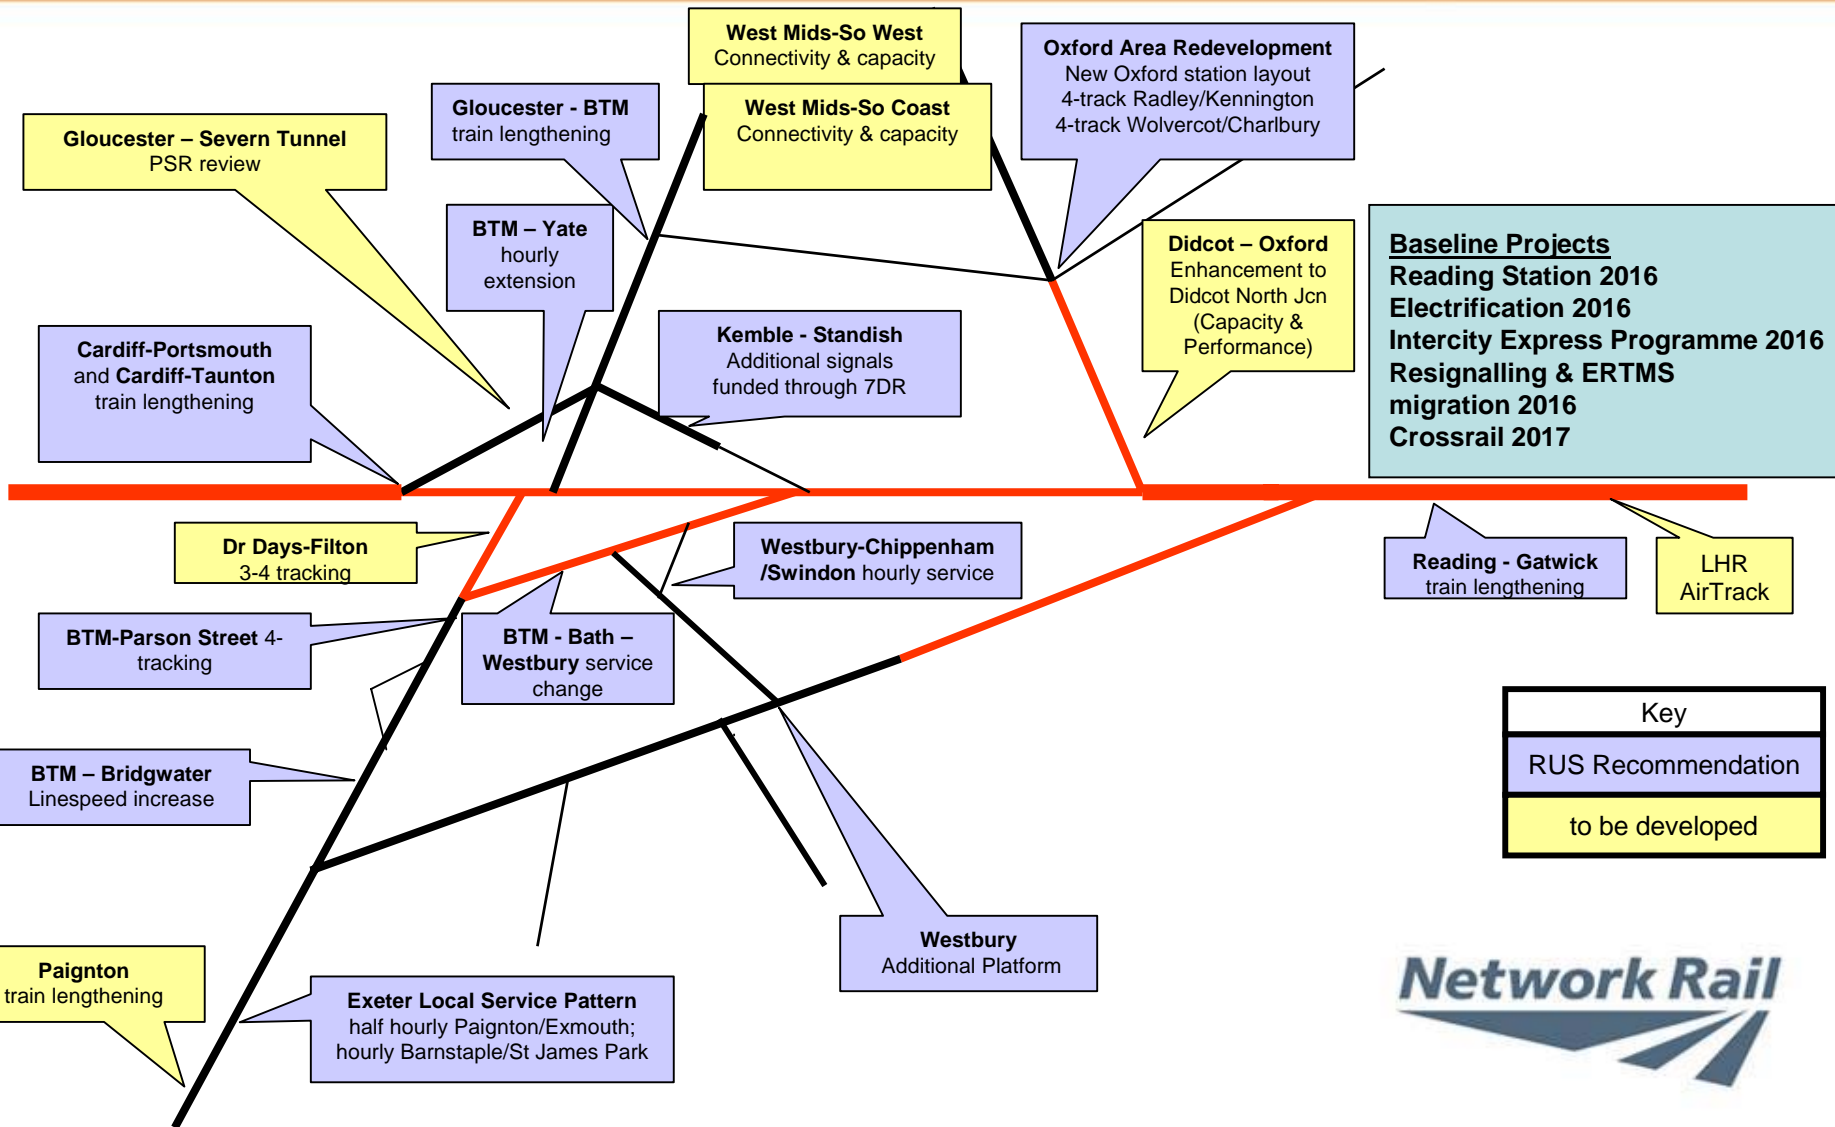 West Mids-So West
Connectivity & capacity
West Mids-So Coast
Connectivity & capacity
Oxford Area Redevelopment
New Oxford station layout
4-track Radley/Kennington
4-track Wolvercot/Charlbury
Gloucester - BTM
train lengthening
Gloucester – Severn Tunnel
PSR review
BTM – Yate
hourly
extension
Didcot – Oxford
Enhancement to
Didcot North Jcn
(Capacity &
Performance)
Baseline Projects
Reading Station 2016
Electrification 2016
Intercity Express Programme 2016
Resignalling & ERTMS
migration 2016
Crossrail 2017
Cardiff-Portsmouth
and Cardiff-Taunton
train lengthening
Kemble - Standish
Additional signals
funded through 7DR
Dr Days-Filton
3-4 tracking
Westbury-Chippenham
/Swindon hourly service
Reading - Gatwick
train lengthening
LHR
AirTrack
BTM-Parson Street 4-
tracking
BTM - Bath –
Westbury service
change
BTM – Bridgwater
Linespeed increase
Key
RUS Recommendation
to be developed
Westbury
Additional Platform
Paignton
train lengthening
Exeter Local Service Pattern
half hourly Paignton/Exmouth;
hourly Barnstaple/St James Park
Network Rail